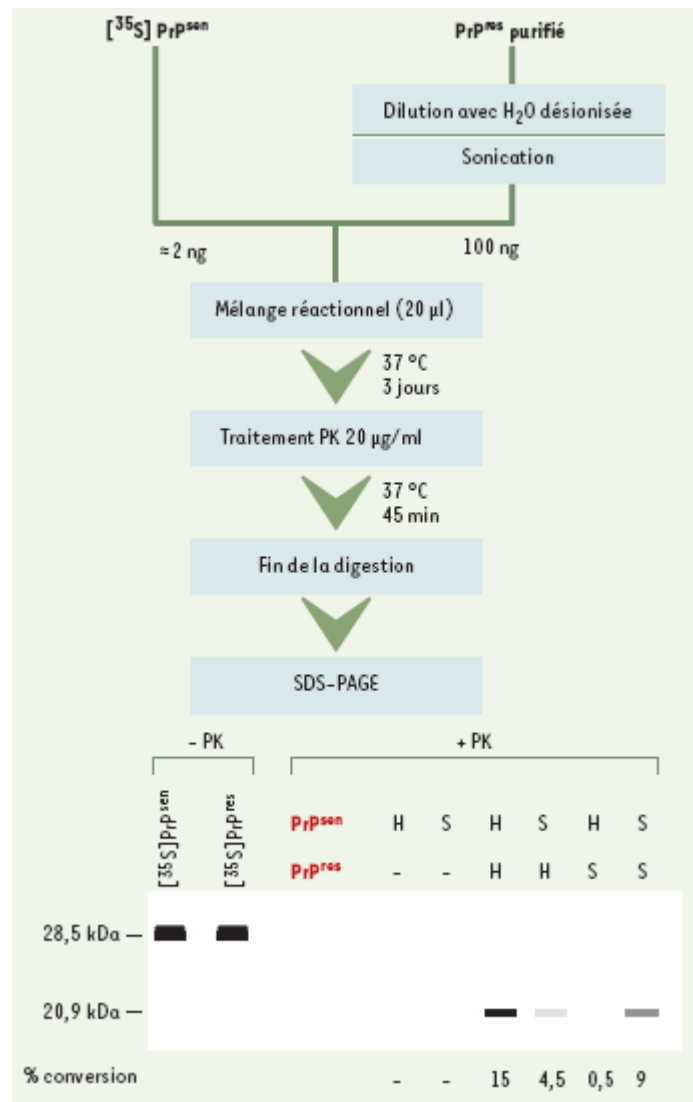 [³⁵S] PrPˢᵉⁿ
PrPʳᵉˢ purifié
Dilution avec H₂O désionisée
Sonication
≈ 2 ng
100 ng
Mélange réactionnel (20 µl)
37 °C
3 jours
Traitement PK 20 µg/ml
37 °C
45 min
Fin de la digestion
SDS-PAGE
- PK
+ PK
[³⁵S]PrPˢᵉⁿ
[³⁵S]PrPʳᵉˢ
PrPˢᵉⁿ H S H S H S
PrPʳᵉˢ - - H H S S
28,5 kDa —
20,9 kDa —
% conversion - - 15 4,5 0,5 9